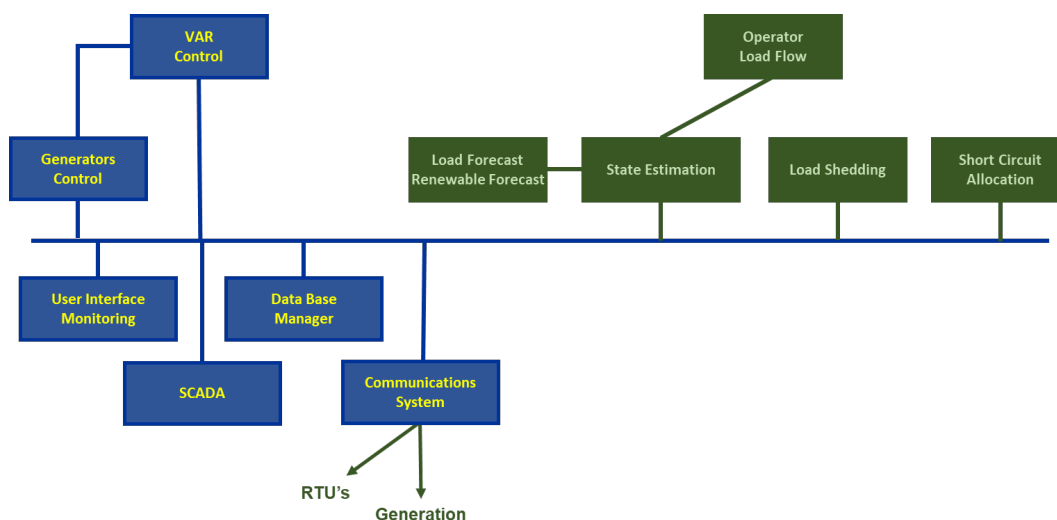 VAR
Control
Operator
Load Flow
Generators
Control
Load Forecast
Renewable Forecast
State Estimation
Load Shedding
Short Circuit
Allocation
User Interface
Monitoring
Data Base
Manager
SCADA
Communications
System
RTU’s
Generation